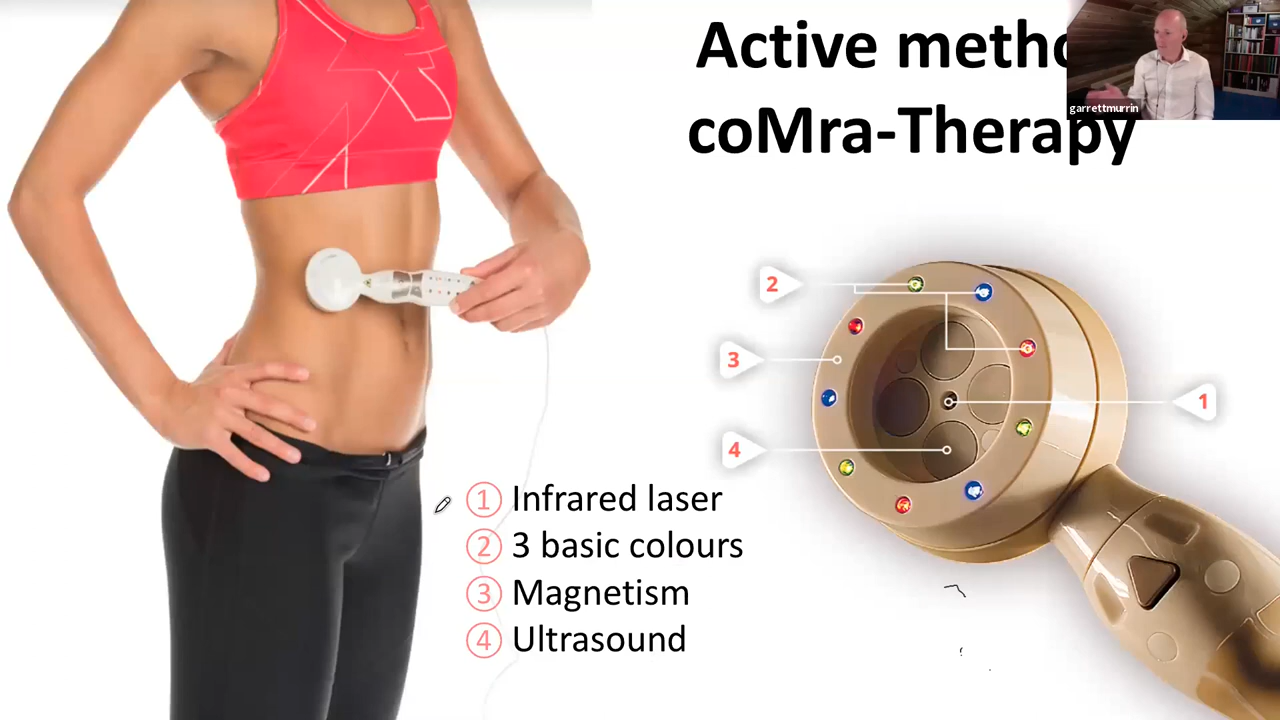 Active metho
coMra-Therapy
garrettmurrin
2
3
1
4
1 Infrared laser
2 3 basic colours
3 Magnetism
4 Ultrasound